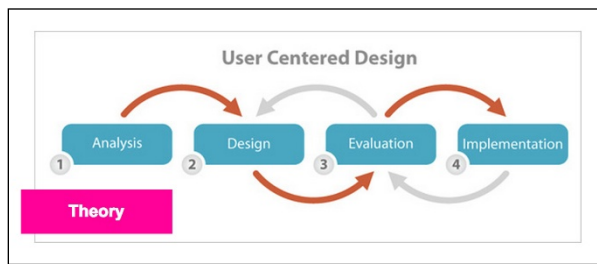 User Centered Design
Analysis
Design
Evaluation
Implementation
1
2
3
4
Theory